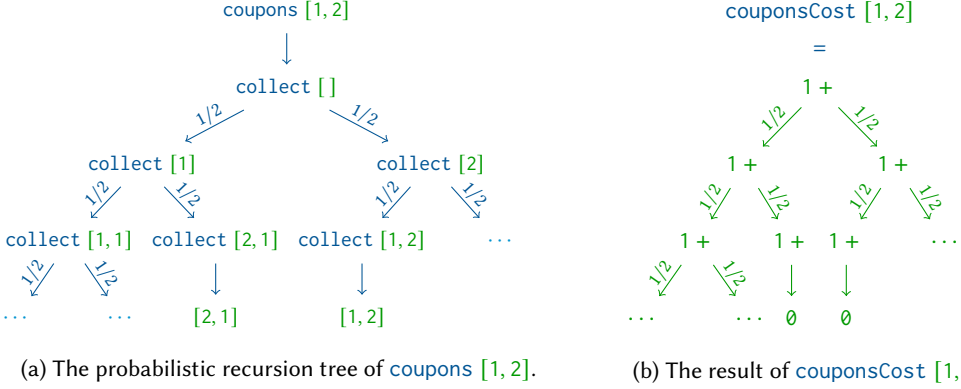 coupons [1, 2]
collect [ ]
1/2 1/2
collect [1] collect [2]
1/2 1/2 1/2 1/2
collect [1, 1] collect [2, 1] collect [1, 2] ···
1/2 1/2
··· ··· [2, 1] [1, 2]
(a) The probabilistic recursion tree of coupons [1, 2].
couponsCost [1, 2]
=
1 +
1/2 1/2
1 + 1 +
1/2 1/2 1/2 1/2
1 + 1 + 1 + ···
1/2 1/2
··· ··· 0 0
(b) The result of couponsCost [1,